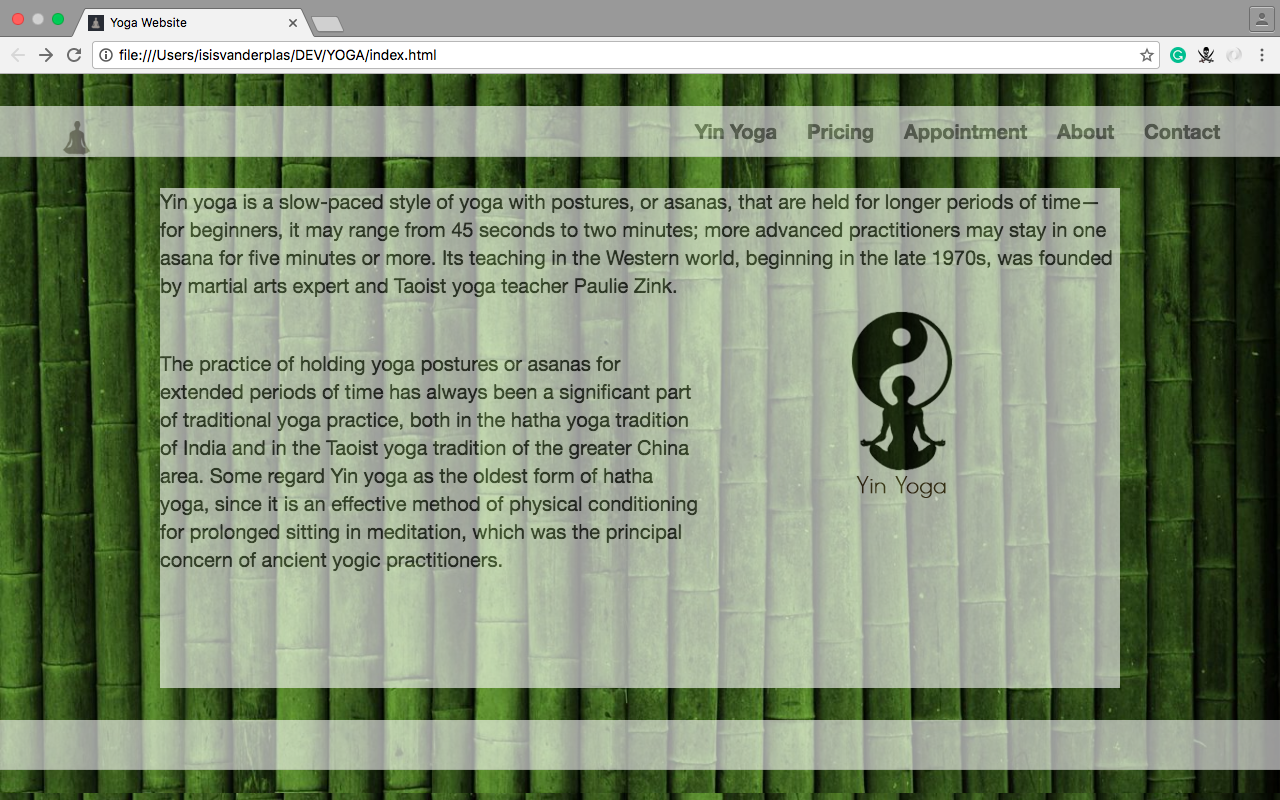 Yoga Website
file:///Users/isisvanderplas/DEV/YOGA/index.html
Yin Yoga Pricing Appointment About Contact
Yin yoga is a slow-paced style of yoga with postures, or asanas, that are held for longer periods of time—
for beginners, it may range from 45 seconds to two minutes; more advanced practitioners may stay in one
asana for five minutes or more. Its teaching in the Western world, beginning in the late 1970s, was founded
by martial arts expert and Taoist yoga teacher Paulie Zink.
The practice of holding yoga postures or asanas for
extended periods of time has always been a significant part
of traditional yoga practice, both in the hatha yoga tradition
of India and in the Taoist yoga tradition of the greater China
area. Some regard Yin yoga as the oldest form of hatha
yoga, since it is an effective method of physical conditioning
for prolonged sitting in meditation, which was the principal
concern of ancient yogic practitioners.
Yin Yoga